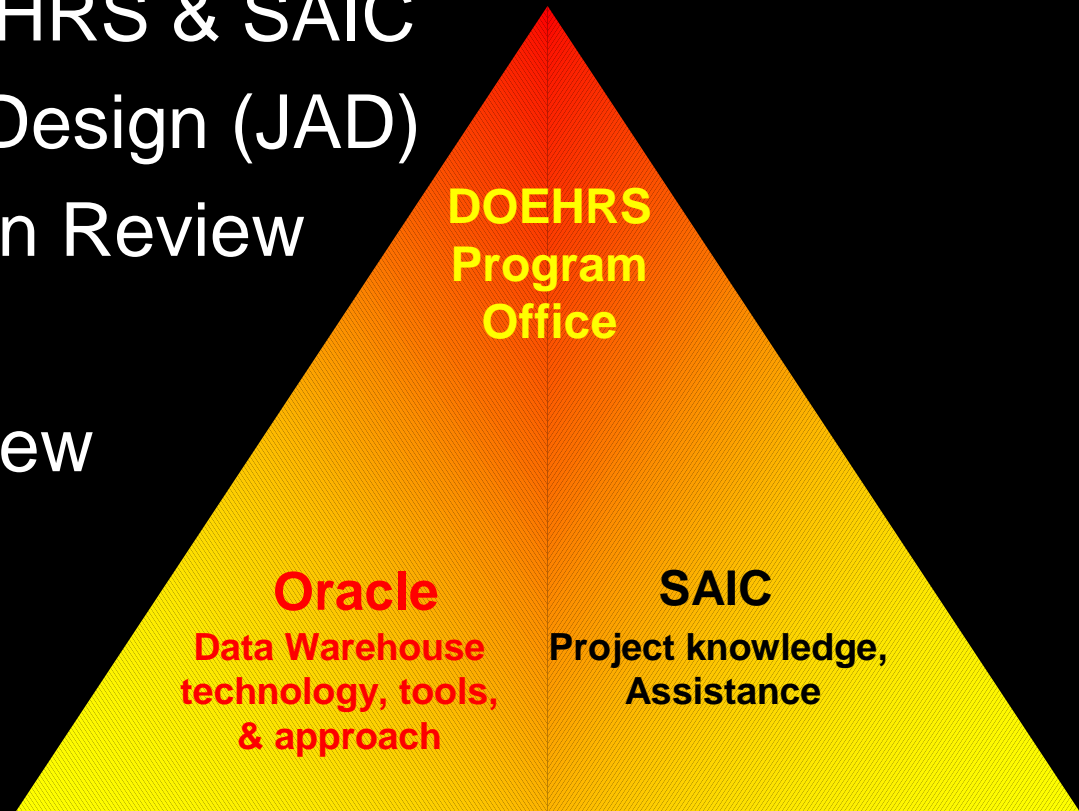 HRS & SAIC
Design (JAD)
n Review
ew
DOEHRS
Program
Office
Oracle
Data Warehouse
technology, tools,
& approach
SAIC
Project knowledge,
Assistance